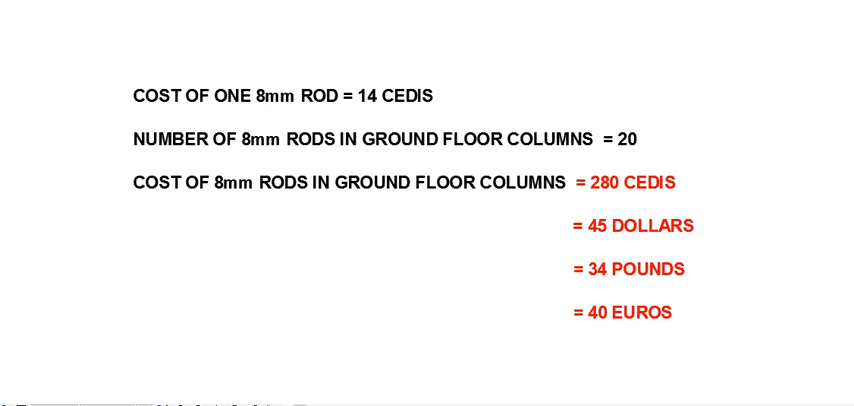 COST OF ONE 8mm ROD = 14 CEDIS
NUMBER OF 8mm RODS IN GROUND FLOOR COLUMNS = 20
COST OF 8mm RODS IN GROUND FLOOR COLUMNS = 280 CEDIS
= 45 DOLLARS
= 34 POUNDS
= 40 EUROS